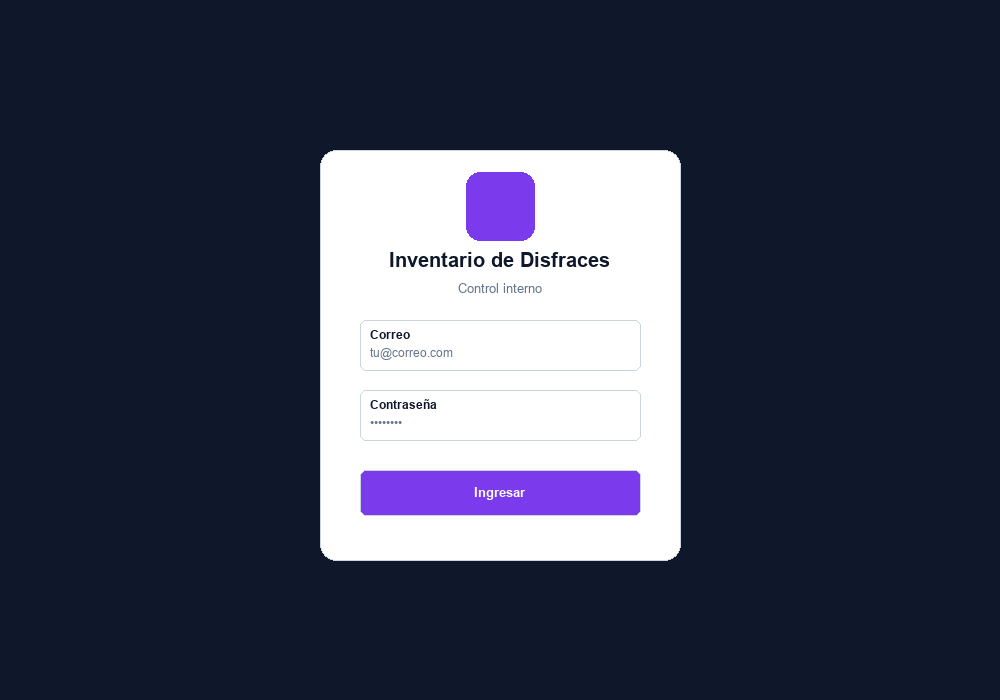 Inventario de Disfraces
Control interno
Correo
tu@correo.com
Contraseña
••••••••
Ingresar